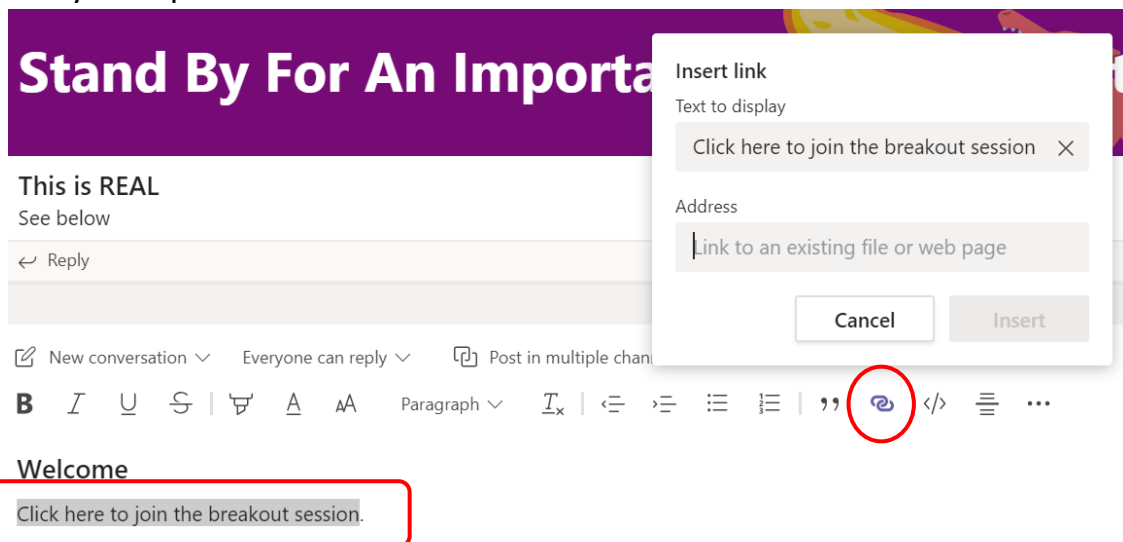 Stand By For An Importa
Insert link
Text to display
Click here to join the breakout session
Address
Link to an existing file or web page
Cancel Insert
This is REAL
See below
Reply
New conversation Everyone can reply Post in multiple chan
B I U S A AA Paragraph Tx
Welcome
Click here to join the breakout session.